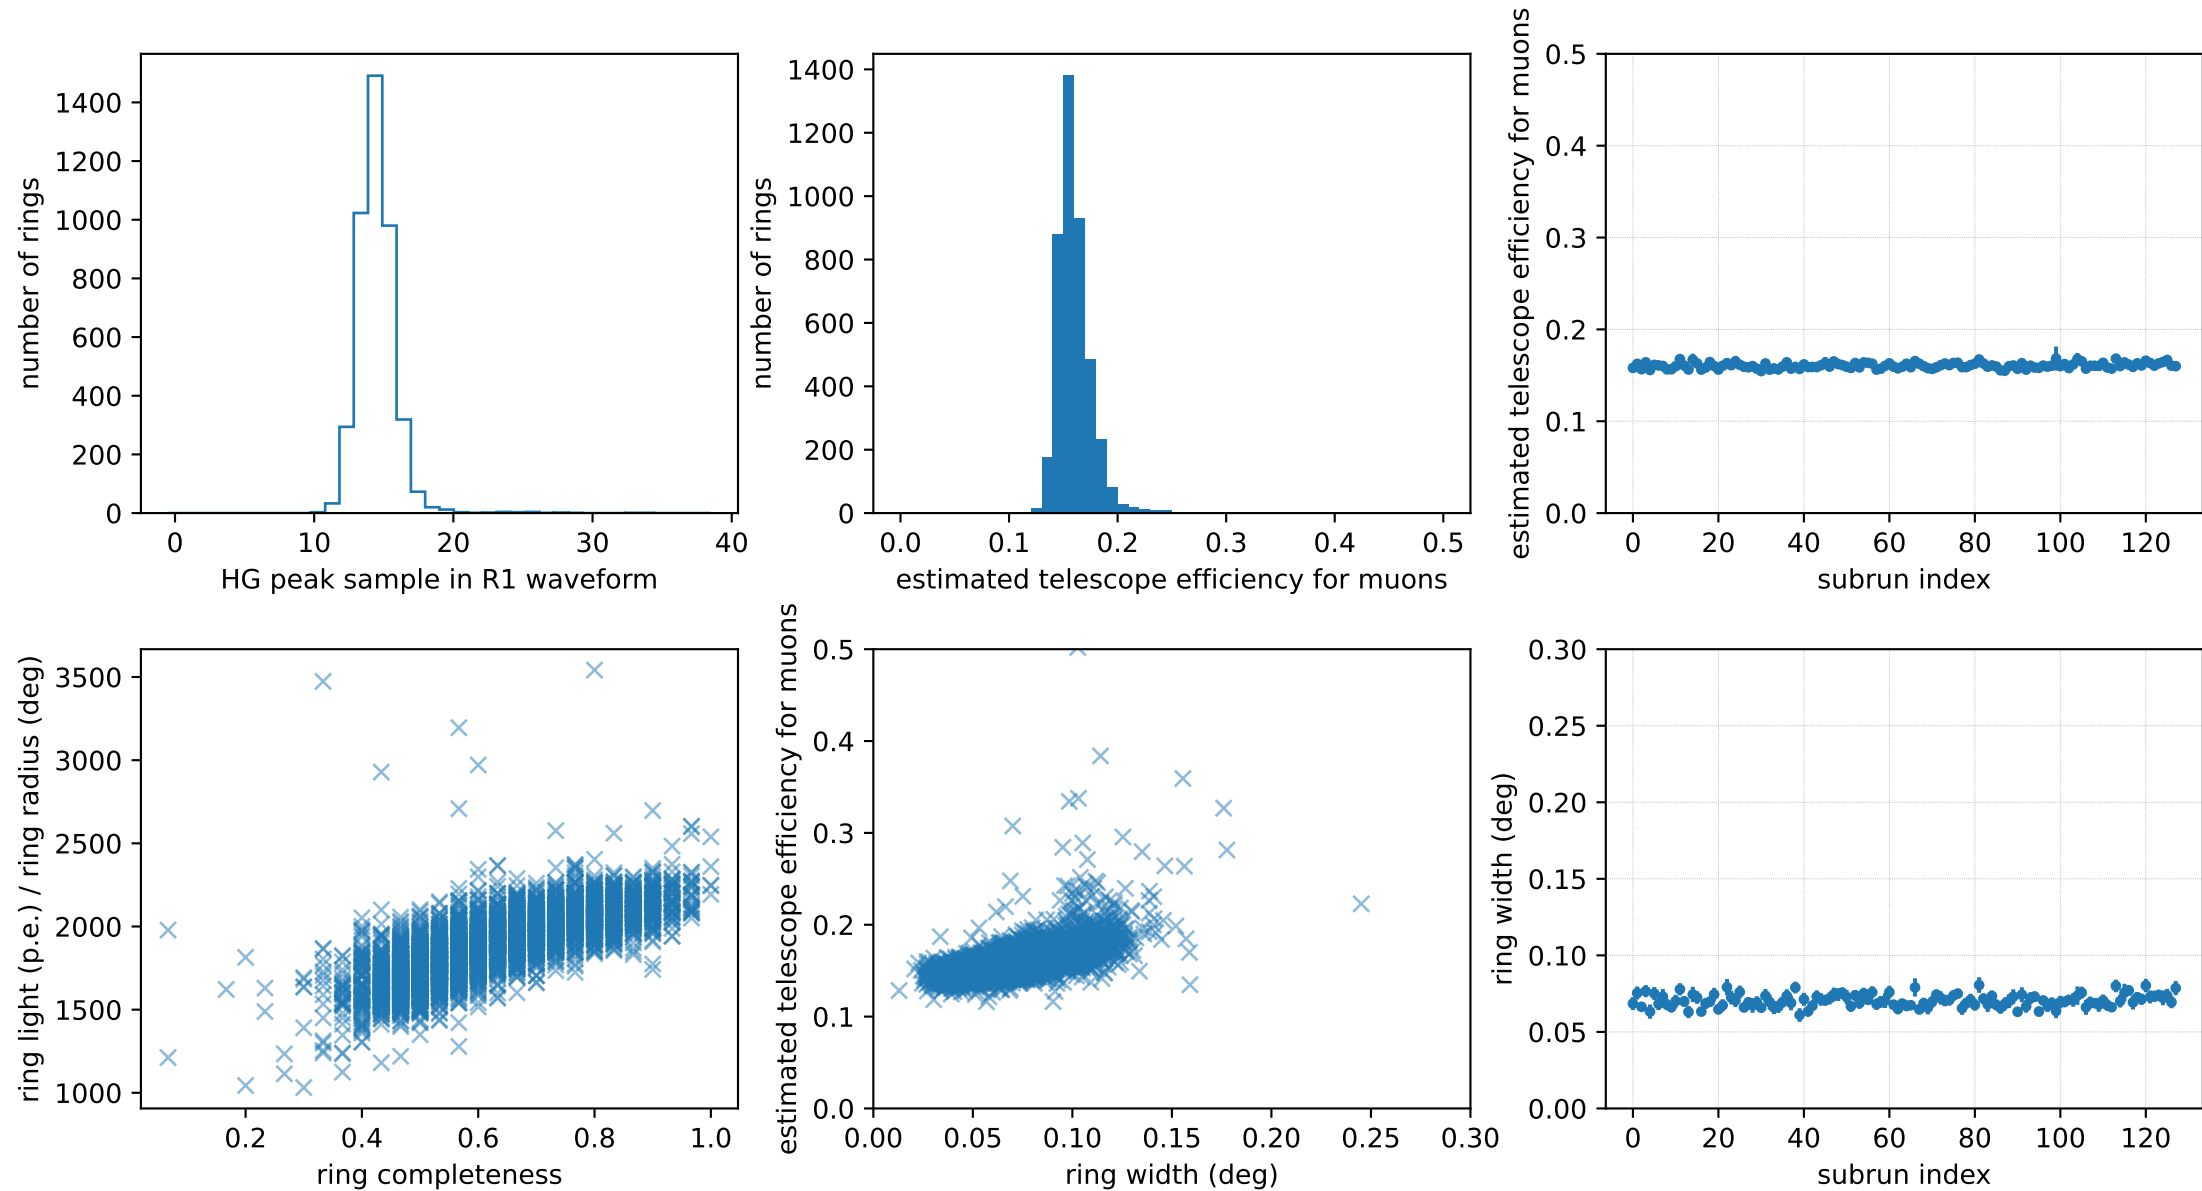 number of rings
1400
1200
1000
800
600
400
200
0
0 10 20 30 40
HG peak sample in R1 waveform
number of rings
1400
1200
1000
800
600
400
200
0
0.0 0.1 0.2 0.3 0.4 0.5
estimated telescope efficiency for muons
estimated telescope efficiency for muons
0.5
0.4
0.3
0.2
0.1
0.0
0 20 40 60 80 100 120
subrun index
ring light (p.e.) / ring radius (deg)
3500
3000
2500
2000
1500
1000
0.2 0.4 0.6 0.8 1.0
ring completeness
estimated telescope efficiency for muons
0.5
0.4
0.3
0.2
0.1
0.0
0.00 0.05 0.10 0.15 0.20 0.25 0.30
ring width (deg)
ring width (deg)
0.30
0.25
0.20
0.15
0.10
0.05
0.00
0 20 40 60 80 100 120
subrun index